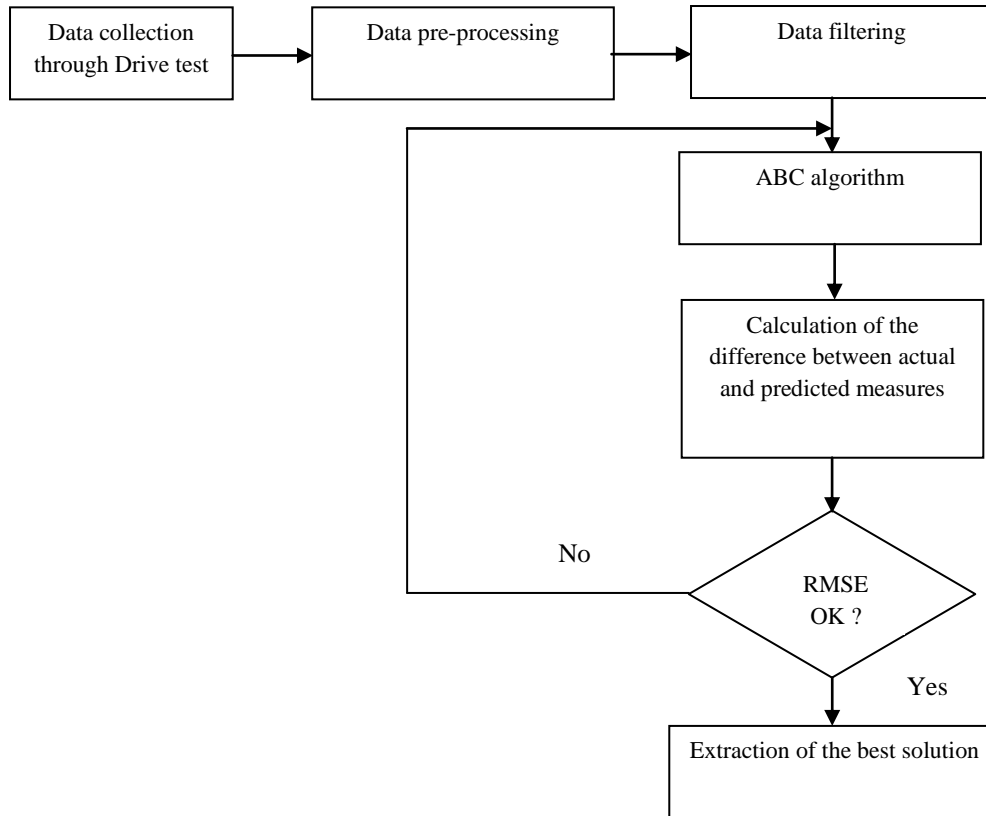 Data collection
through Drive test
Data pre-processing
Data filtering
ABC algorithm
Calculation of the
difference between actual
and predicted measures
No
RMSE
OK ?
Yes
Extraction of the best solution